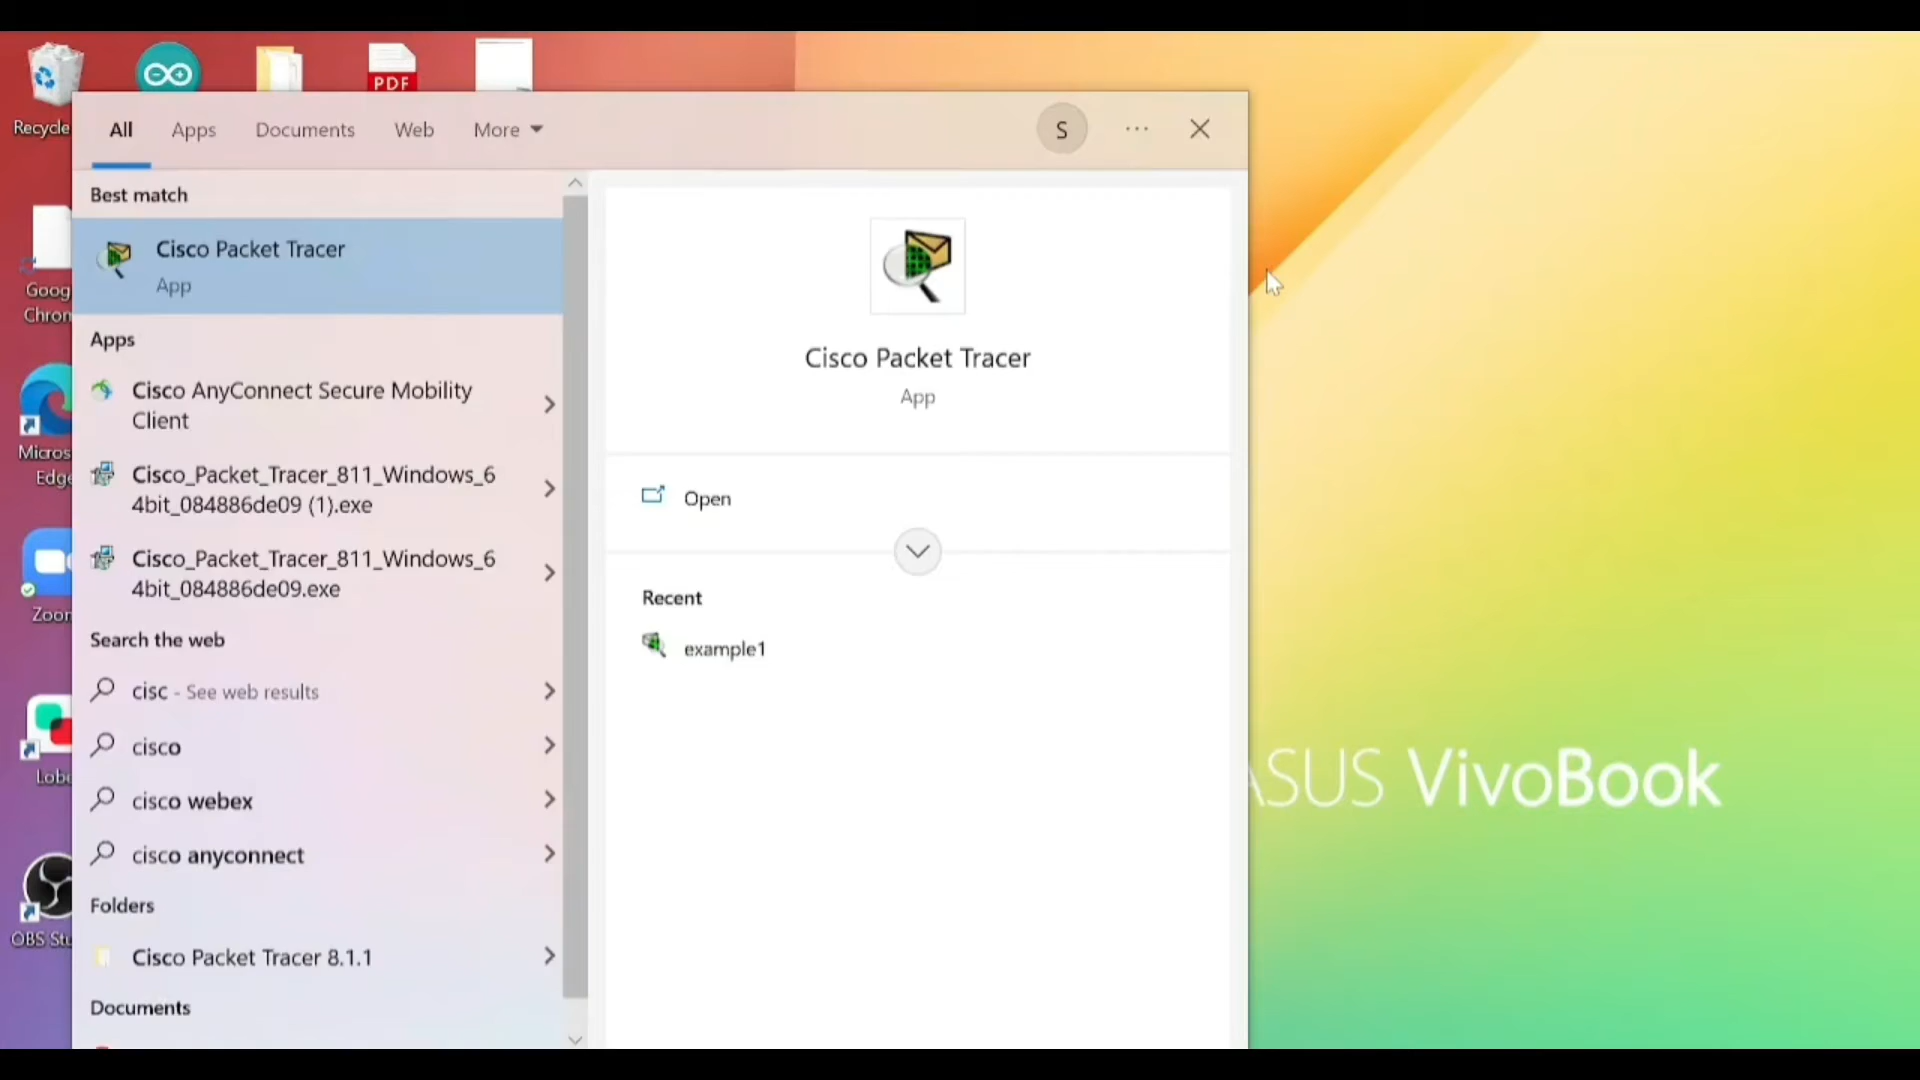 PDF
Recycle
All Apps Documents Web More
S
Best match
Cisco Packet Tracer
App
Apps
Cisco AnyConnect Secure Mobility
Client
Cisco_Packet_Tracer_811_Windows_6
4bit_084886de09 (1).exe
Cisco_Packet_Tracer_811_Windows_6
4bit_084886de09.exe
Search the web
cisc - See web results
cisco
cisco webex
cisco anyconnect
Folders
Cisco Packet Tracer 8.1.1
Documents
Cisco Packet Tracer
App
Open
Recent
example1
Goog
Chron
Micros
Edge
Zoom
Lobe
OBS Stu
ASUS VivoBook